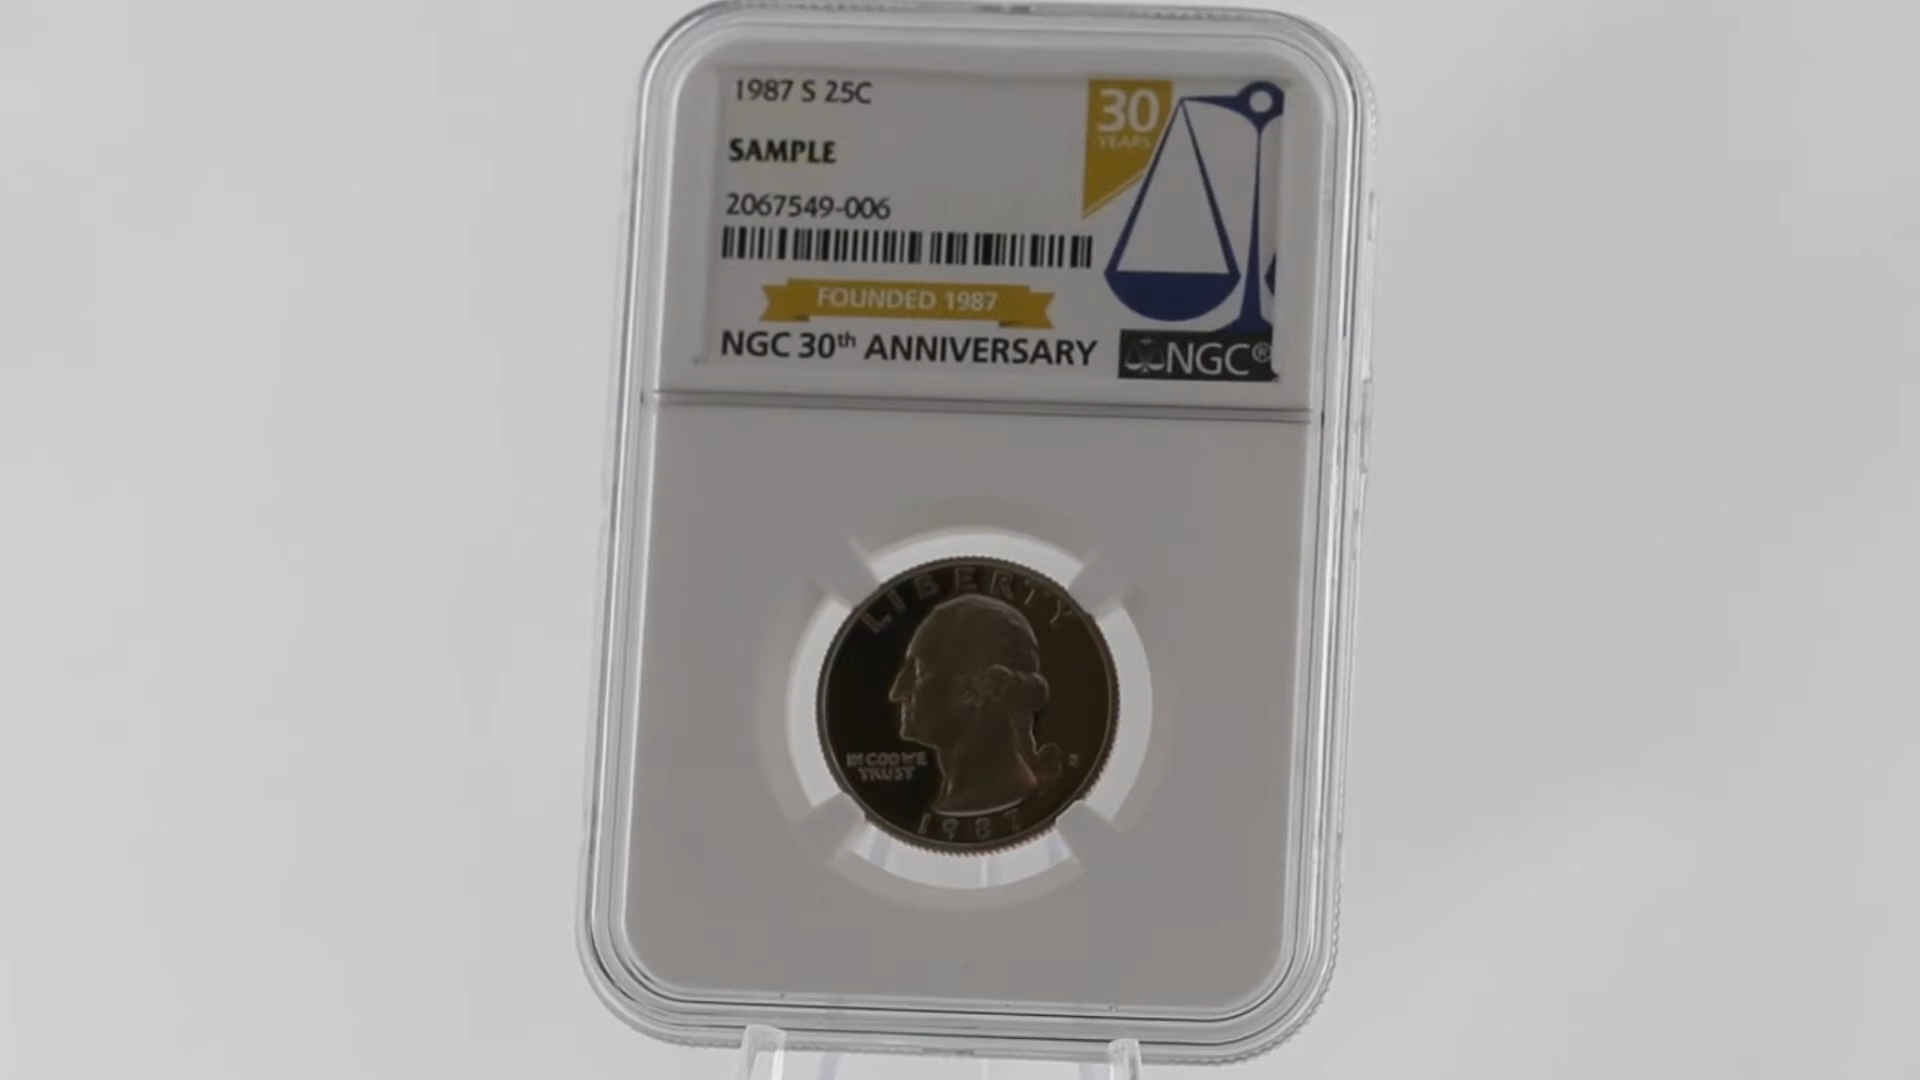 1987 S 25C
SAMPLE
2067549-006
FOUNDED 1987
NGC 30th ANNIVERSARY
30
YEARS
NGC®
LIBERTY
IN GOD WE
TRUST
1987